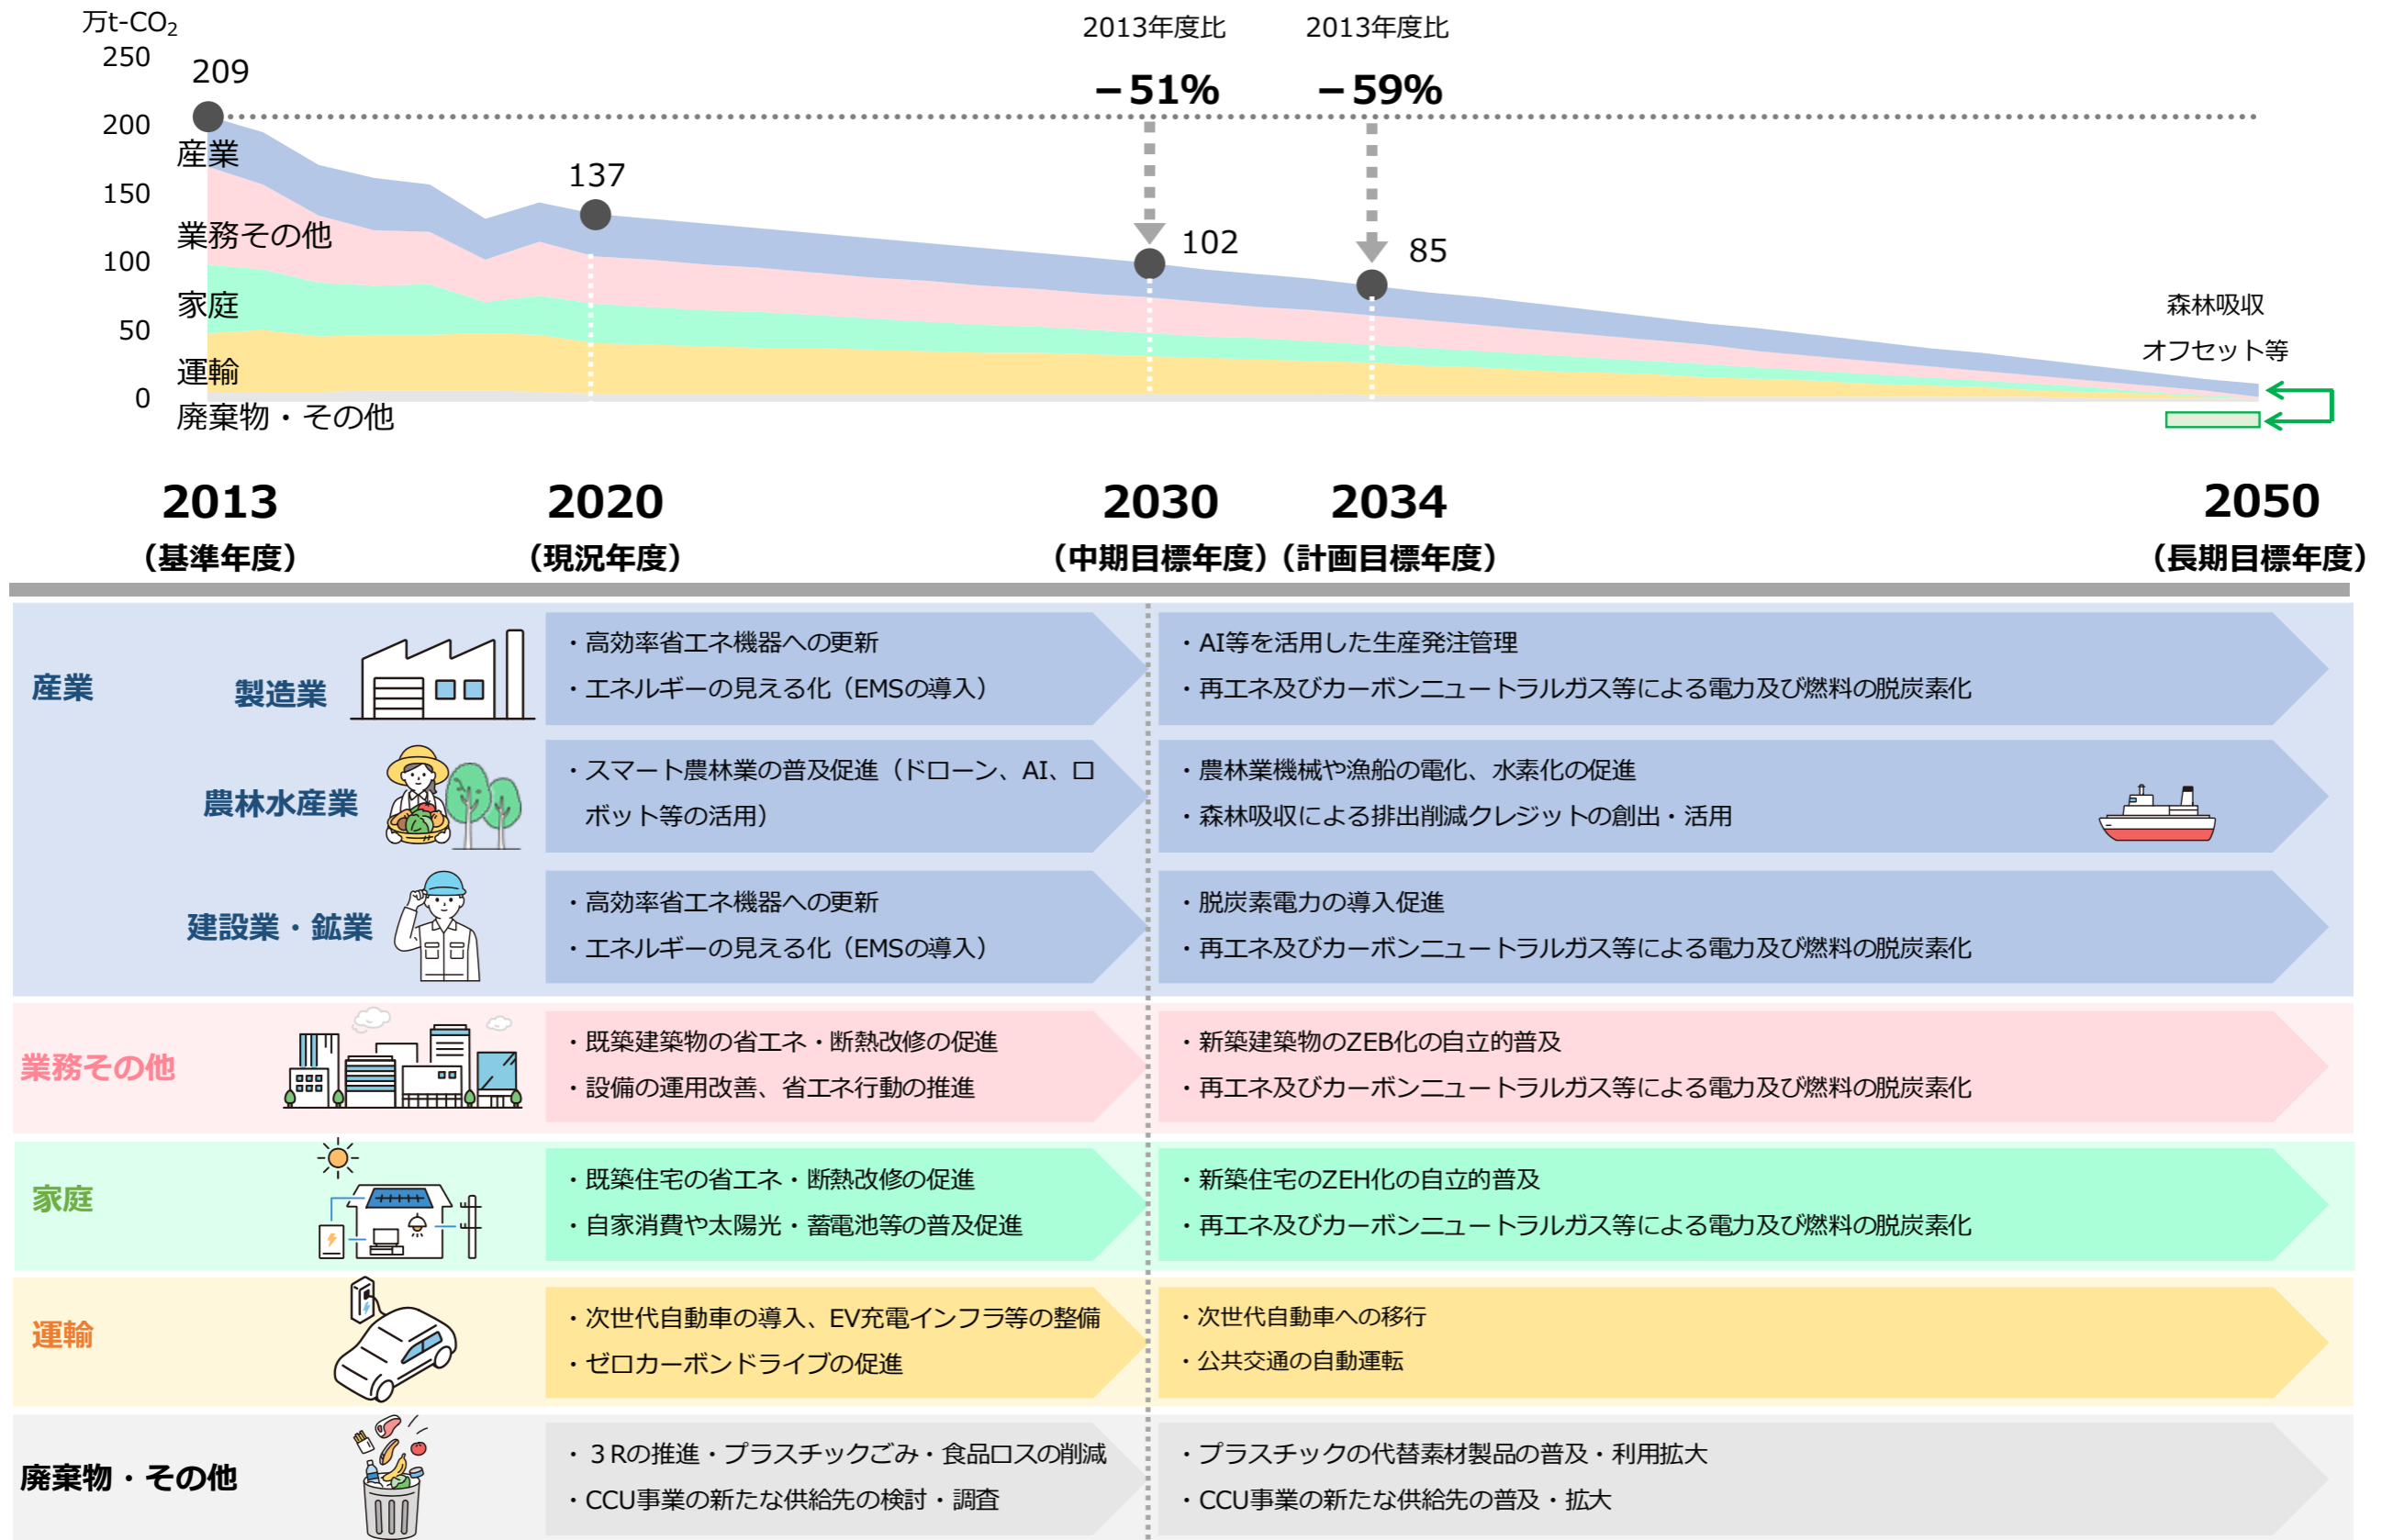 万t-CO₂
250
200
150
100
50
0
209
137
2013年度比
－51%
102
2013年度比
－59%
85
産業
業務その他
家庭
運輸
廃棄物・その他
森林吸収
オフセット等
2013
（基準年度）
2020
（現況年度）
2030
（中期目標年度）
2034
（計画目標年度）
2050
（長期目標年度）
産業
製造業
・高効率省エネ機器への更新
・エネルギーの見える化（EMSの導入）
・AI等を活用した生産発注管理
・再エネ及びカーボンニュートラルガス等による電力及び燃料の脱炭素化
農林水産業
・スマート農林業の普及促進（ドローン、AI、ロ
ボット等の活用）
・農林業機械や漁船の電化、水素化の促進
・森林吸収による排出削減クレジットの創出・活用
建設業・鉱業
・高効率省エネ機器への更新
・エネルギーの見える化（EMSの導入）
・脱炭素電力の導入促進
・再エネ及びカーボンニュートラルガス等による電力及び燃料の脱炭素化
業務その他
・既築建築物の省エネ・断熱改修の促進
・設備の運用改善、省エネ行動の推進
・新築建築物のZEB化の自立的普及
・再エネ及びカーボンニュートラルガス等による電力及び燃料の脱炭素化
家庭
・既築住宅の省エネ・断熱改修の促進
・自家消費や太陽光・蓄電池等の普及促進
・新築住宅のZEH化の自立的普及
・再エネ及びカーボンニュートラルガス等による電力及び燃料の脱炭素化
運輸
・次世代自動車の導入、EV充電インフラ等の整備
・ゼロカーボンドライブの促進
・次世代自動車への移行
・公共交通の自動運転
廃棄物・その他
・３Rの推進・プラスチックごみ・食品ロスの削減
・CCU事業の新たな供給先の検討・調査
・プラスチックの代替素材製品の普及・利用拡大
・CCU事業の新たな供給先の普及・拡大